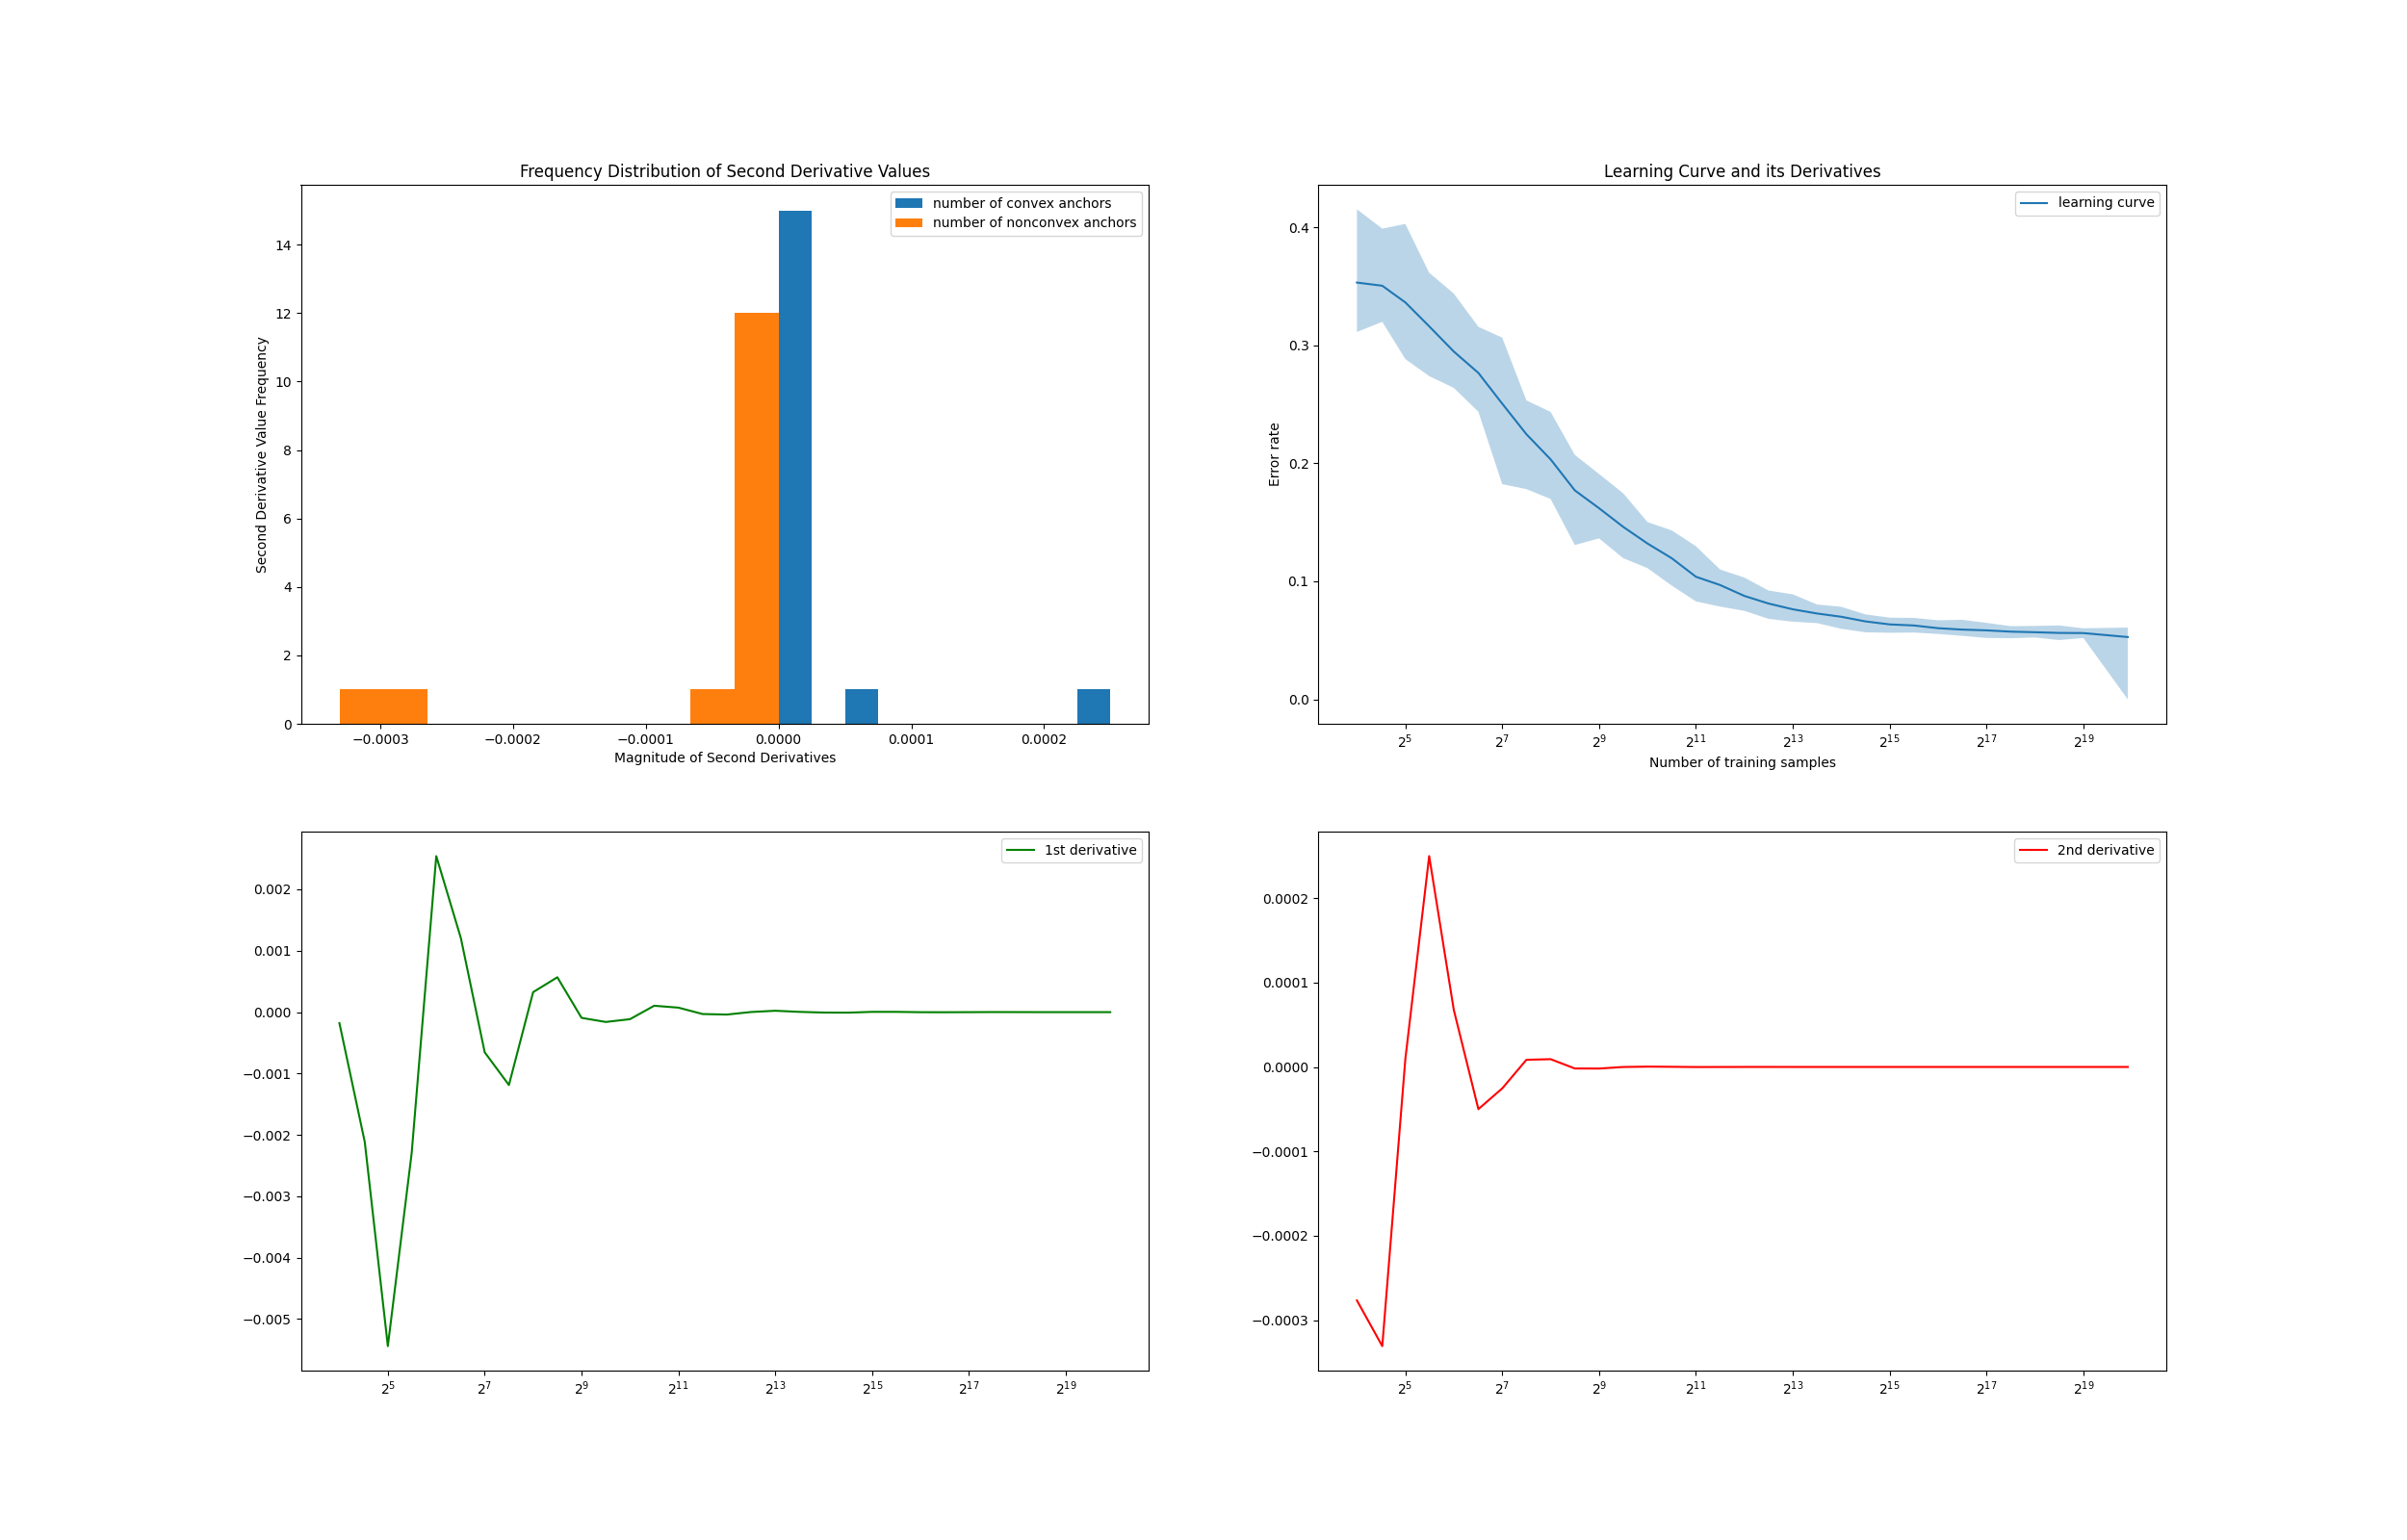 Frequency Distribution of Second Derivative Values
number of convex anchors
number of nonconvex anchors
14
12
10
8
6
4
2
0
Second Derivative Value Frequency
−0.0003 −0.0002 −0.0001 0.0000 0.0001 0.0002
Magnitude of Second Derivatives
Learning Curve and its Derivatives
learning curve
0.4
0.3
0.2
0.1
0.0
Error rate
2^5 2^7 2^9 2^11 2^13 2^15 2^17 2^19
Number of training samples
1st derivative
0.002
0.001
0.000
−0.001
−0.002
−0.003
−0.004
−0.005
2^5 2^7 2^9 2^11 2^13 2^15 2^17 2^19
2nd derivative
0.0002
0.0001
0.0000
−0.0001
−0.0002
−0.0003
2^5 2^7 2^9 2^11 2^13 2^15 2^17 2^19